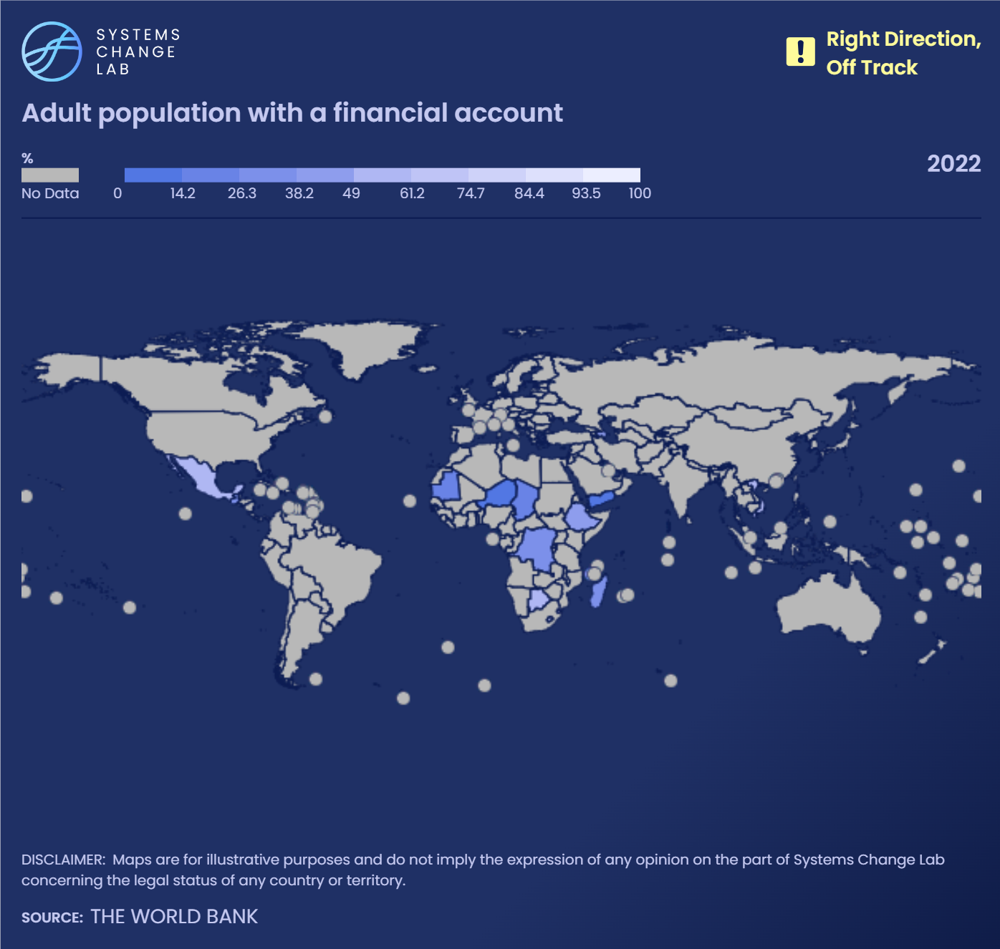 SYSTEMS
CHANGE
LAB
Right Direction,
Off Track
Adult population with a financial account
%
2022
No Data 0 14.2 26.3 38.2 49 61.2 74.7 84.4 93.5 100
DISCLAIMER: Maps are for illustrative purposes and do not imply the expression of any opinion on the part of Systems Change Lab
concerning the legal status of any country or territory.
SOURCE: THE WORLD BANK